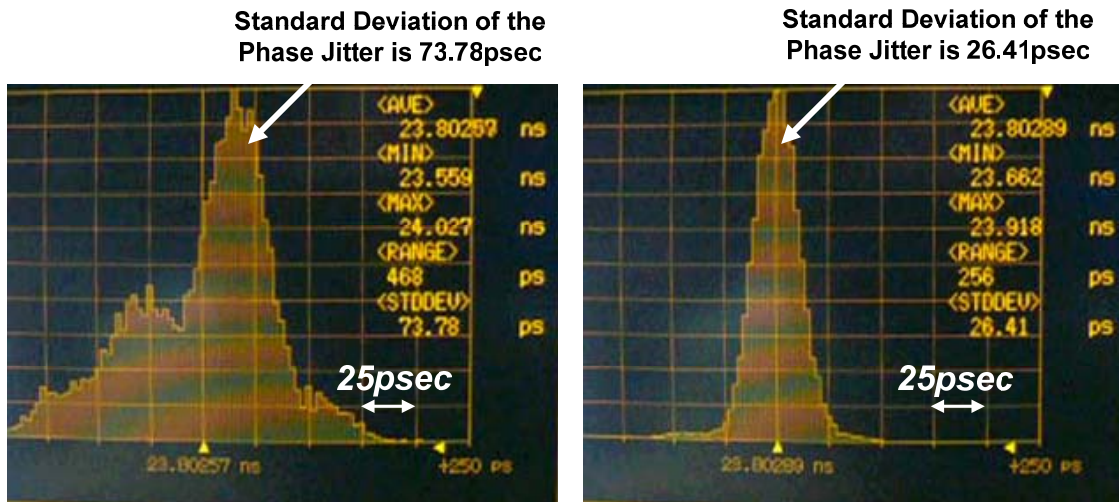 Standard Deviation of the
Phase Jitter is 73.78psec
<AVE>
23.80257 ns
<MIN>
23.559 ns
<MAX>
24.027 ns
<RANGE>
468 ps
<STDDEV>
73.78 ps
25psec
23.80257 ns
+250 ps
Standard Deviation of the
Phase Jitter is 26.41psec
<AVE>
23.80289 ns
<MIN>
23.662 ns
<MAX>
23.918 ns
<RANGE>
256 ps
<STDDEV>
26.41 ps
25psec
23.80289 ns
+250 ps